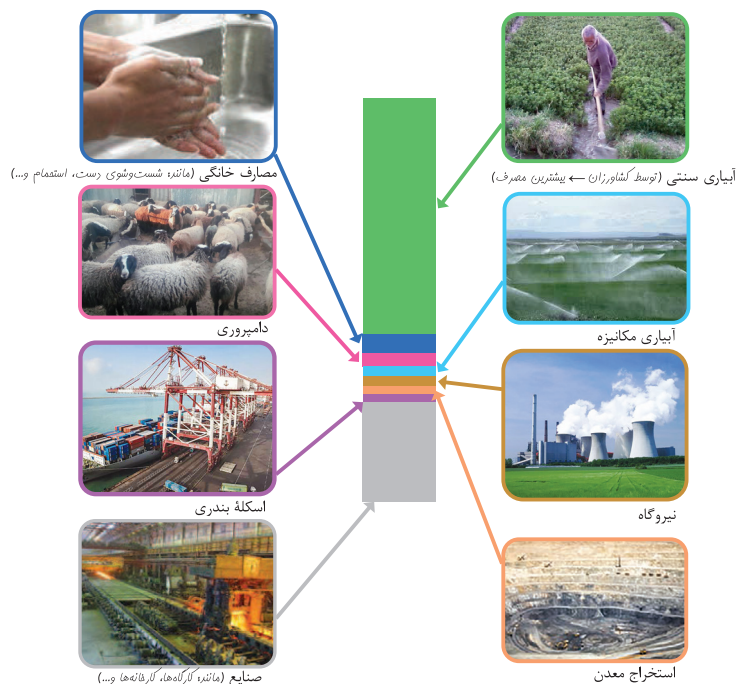 مصارف خانگی (مانند: شست‌وشوی دست، استحمام و...)
آبیاری سنتی (توسط کشاورزان ← بیشترین مصرف)
دامپروری
آبیاری مکانیزه
اسکلهٔ بندری
نیروگاه
صنایع (مانند: کارگاه‌ها، کارخانه‌ها و...)
استخراج معدن